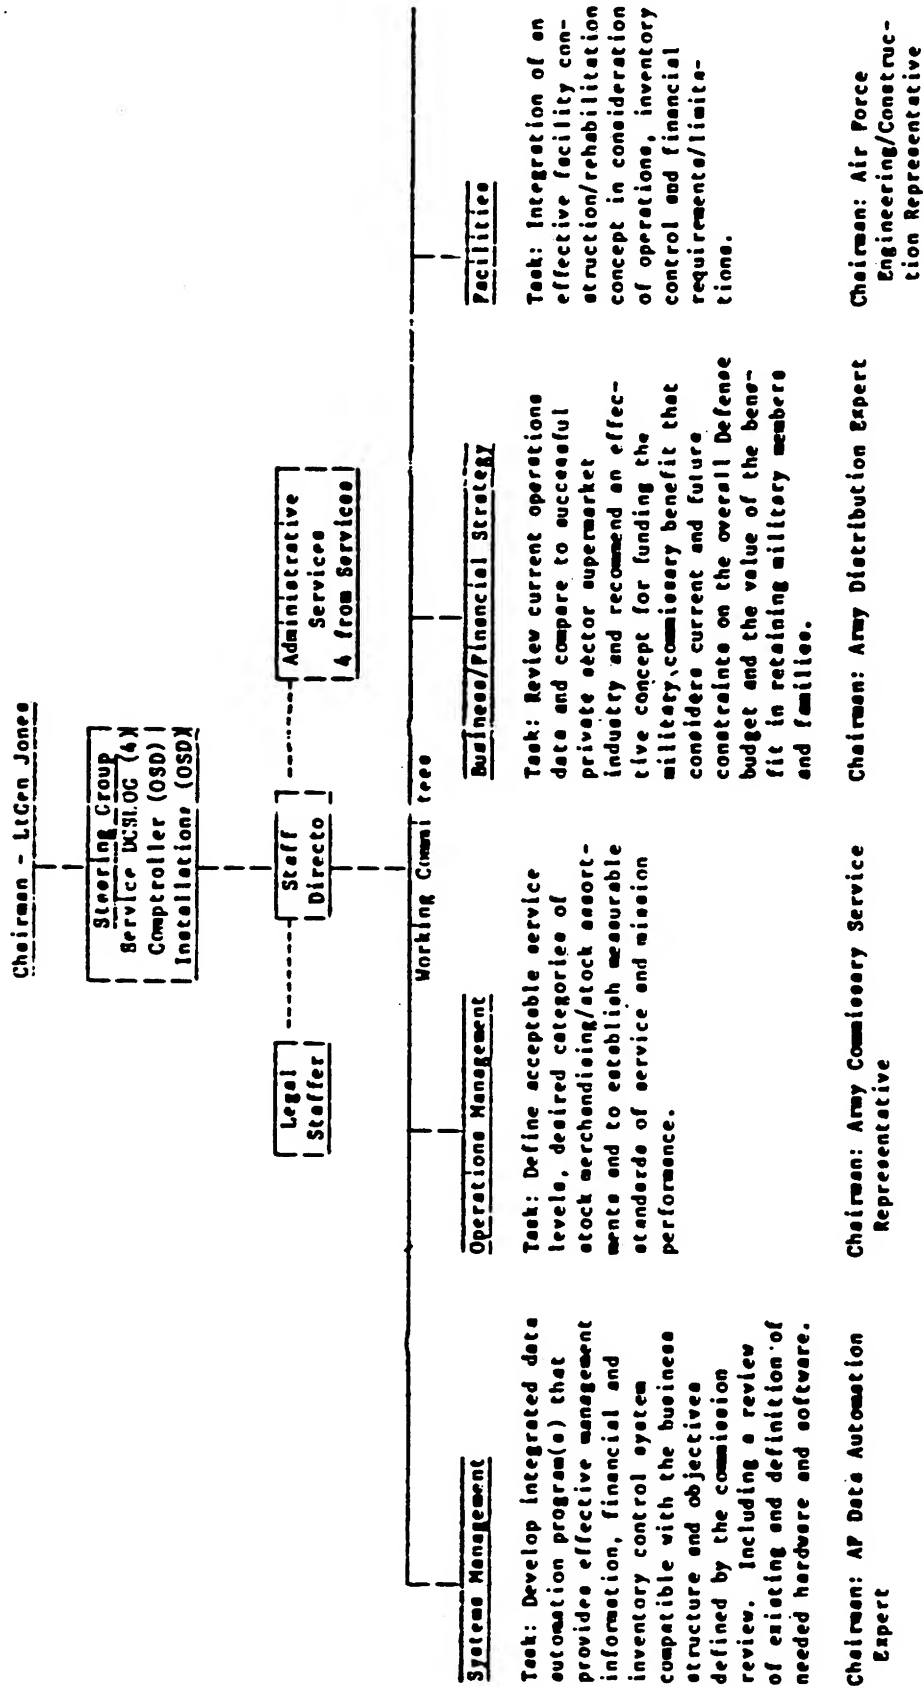 Chairman - LtGen Jones
Steering Group
Service DCSLOG (4)
Comptroller (OSD)
Installations (OSD)
Legal
Staffer
Staff
Directo
Administrative
Services
4 from Services
Working Commi tees
Systems Management
Task: Develop integrated data
automation program(s) that
provides effective management
information, financial and
inventory control system
compatible with the business
structure and objectives
defined by the commission
review. Including a review
of existing and definition of
needed hardware and software.
Chairman: AF Data Automation
Expert
Operations Management
Task: Define acceptable service
levels, desired categories of
stock merchandising/stock assort-
ments and to establish measurable
standards of service and mission
performance.
Chairman: Army Commissary Service
Representative
Business/Financial Strategy
Task: Review current operations
data and compare to successful
private sector supermarket
industry and recommend an effec-
tive concept for funding the
military commissary benefit that
considers current and future
constraints on the overall Defense
budget and the value of the bene-
fit in retaining military members
and families.
Chairman: Army Distribution Expert
Facilities
Task: Integration of an
effective facility con-
struction/rehabilitation
concept in consideration
of operations, inventory
control and financial
requirements/limita-
tions.
Chairman: Air Force
Engineering/Construc-
tion Representative